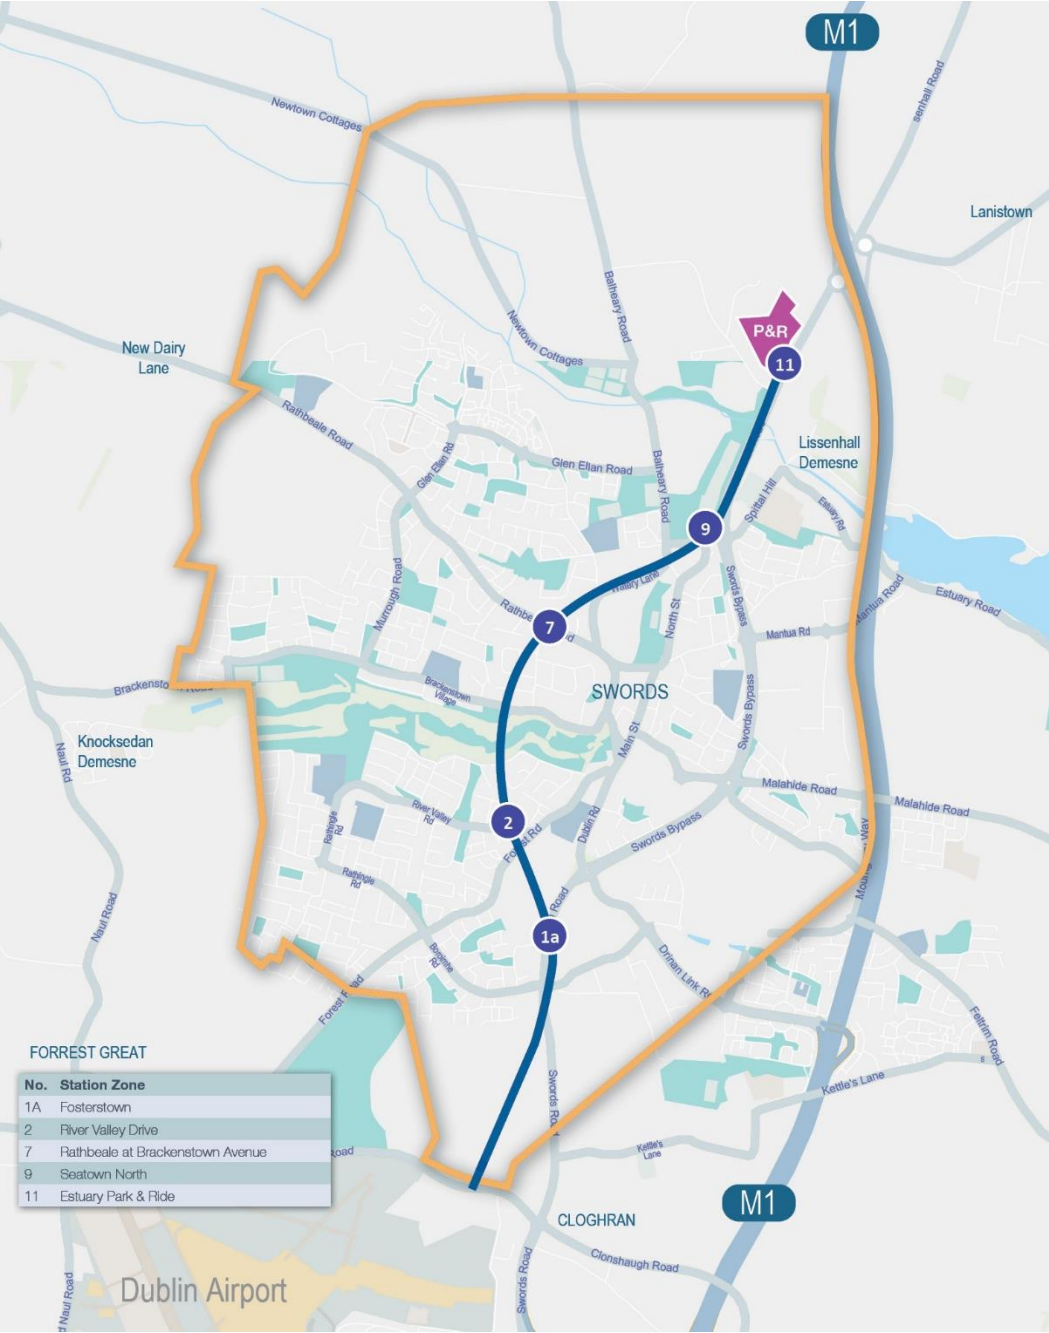 M1
Newtown Cottages
senhall Road
Lanistown
Balheary Road
Newtown Cottages
P&R
11
New Dairy
Lane
Rathbeale Road
Glen Ellan Rd
Glen Ellan Road
Balheary Road
Lissenhall
Demesne
Spittal Hill
Estuary Rd
9
Murrough Road
Swords Bypass
Mantua Road
Estuary Road
North St
Mantua Rd
7
SWORDS
Brackenstown
Village
Knocksedan
Demesne
Naul Rd
Main St
Swords Bypass
Malahide Road
Malahide Road
River Valley
Rd
Rathingle
Rd
2
Dublin Rd
Swords Bypass
Rathingle
Rd
Naul Road
Road
1a
Drinan Link R
Forest Road
Feltrim Road
FORREST GREAT
No. Station Zone
1A Fosterstown
2 River Valley Drive
7 Rathbeale at Brackenstown Avenue
9 Seatown North
11 Estuary Park & Ride
Kettle's Lane
Kettle's
Lane
oad
M1
CLOGHRAN
Clonshaugh Road
Swords Road
Dublin Airport
d Naul Road